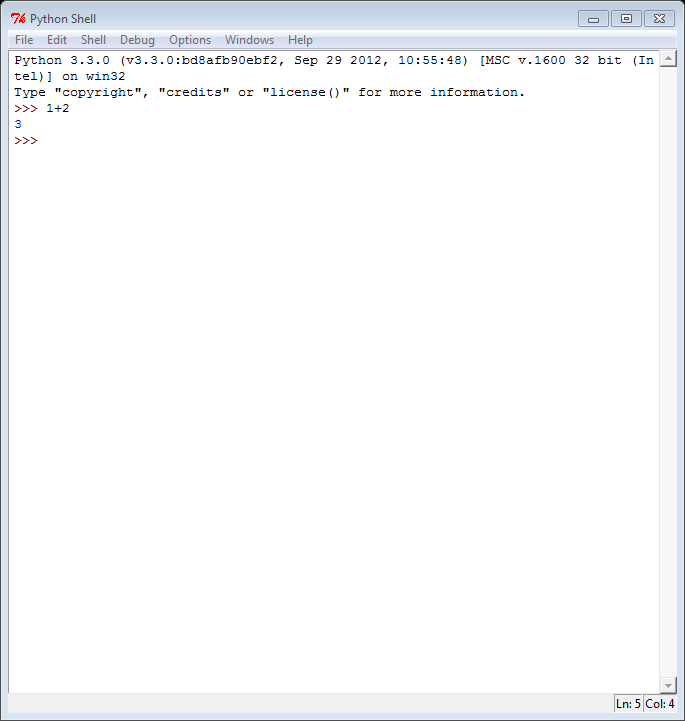 Python Shell
File Edit Shell Debug Options Windows Help
Python 3.3.0 (v3.3.0:bd8afb90ebf2, Sep 29 2012, 10:55:48) [MSC v.1600 32 bit (In
tel)] on win32
Type "copyright", "credits" or "license()" for more information.
>>> 1+2
3
>>>
Ln: 5 Col: 4